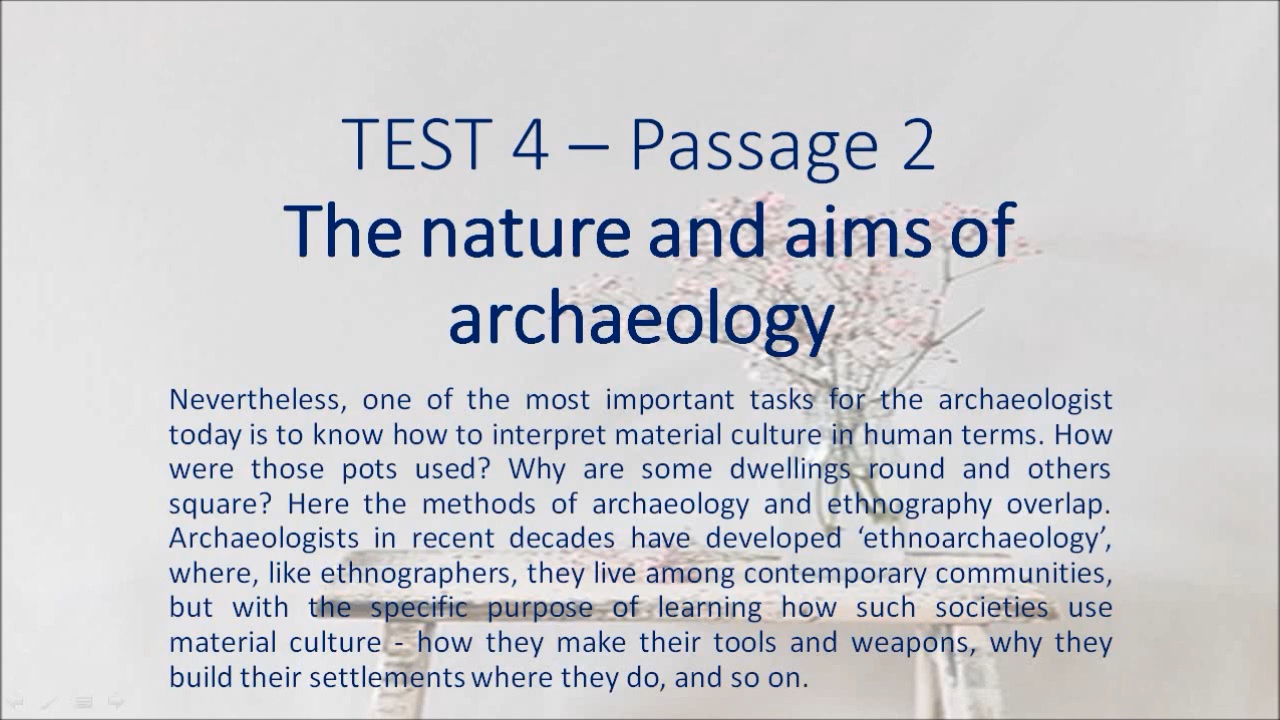 TEST 4 – Passage 2
The nature and aims of
archaeology
Nevertheless, one of the most important tasks for the archaeologist
today is to know how to interpret material culture in human terms. How
were those pots used? Why are some dwellings round and others
square? Here the methods of archaeology and ethnography overlap.
Archaeologists in recent decades have developed ‘ethnoarchaeology’,
where, like ethnographers, they live among contemporary communities,
but with the specific purpose of learning how such societies use
material culture - how they make their tools and weapons, why they
build their settlements where they do, and so on.